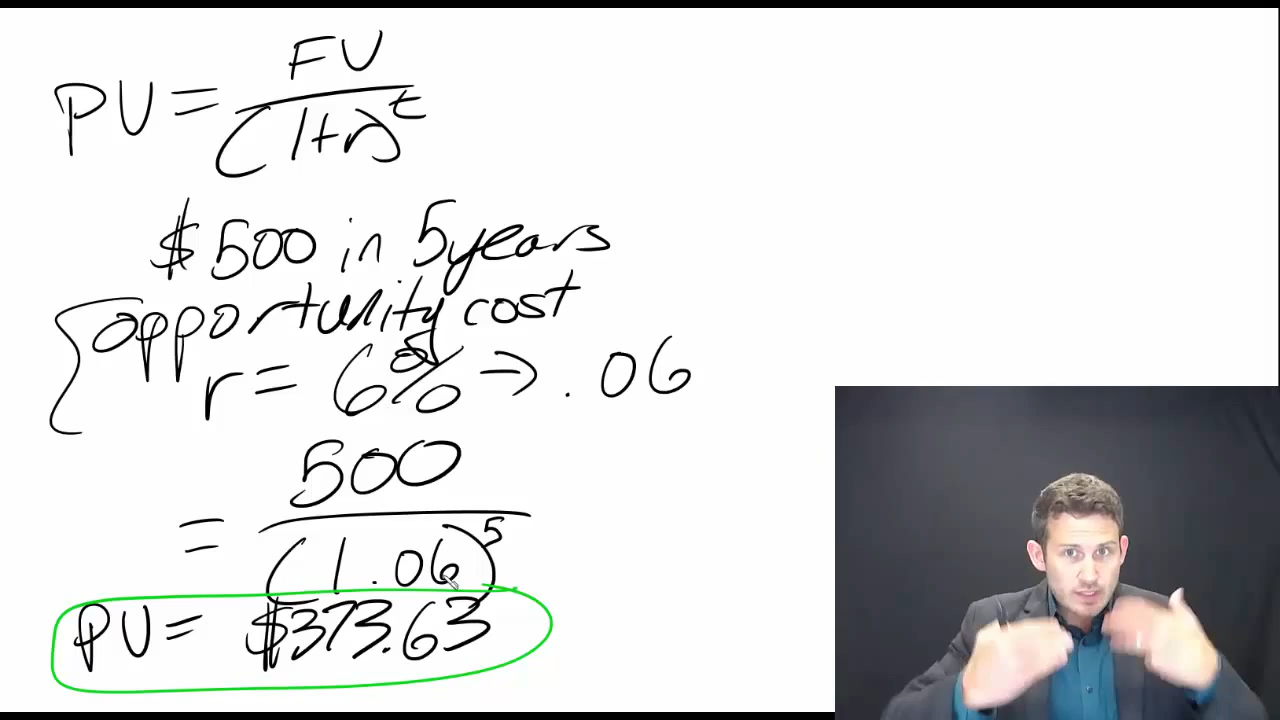 PV = FV / (1+r)^t
$500 in 5 years
opportunity cost
r = 6% → .06
= 500 / (1.06)^5
PV = $373.63